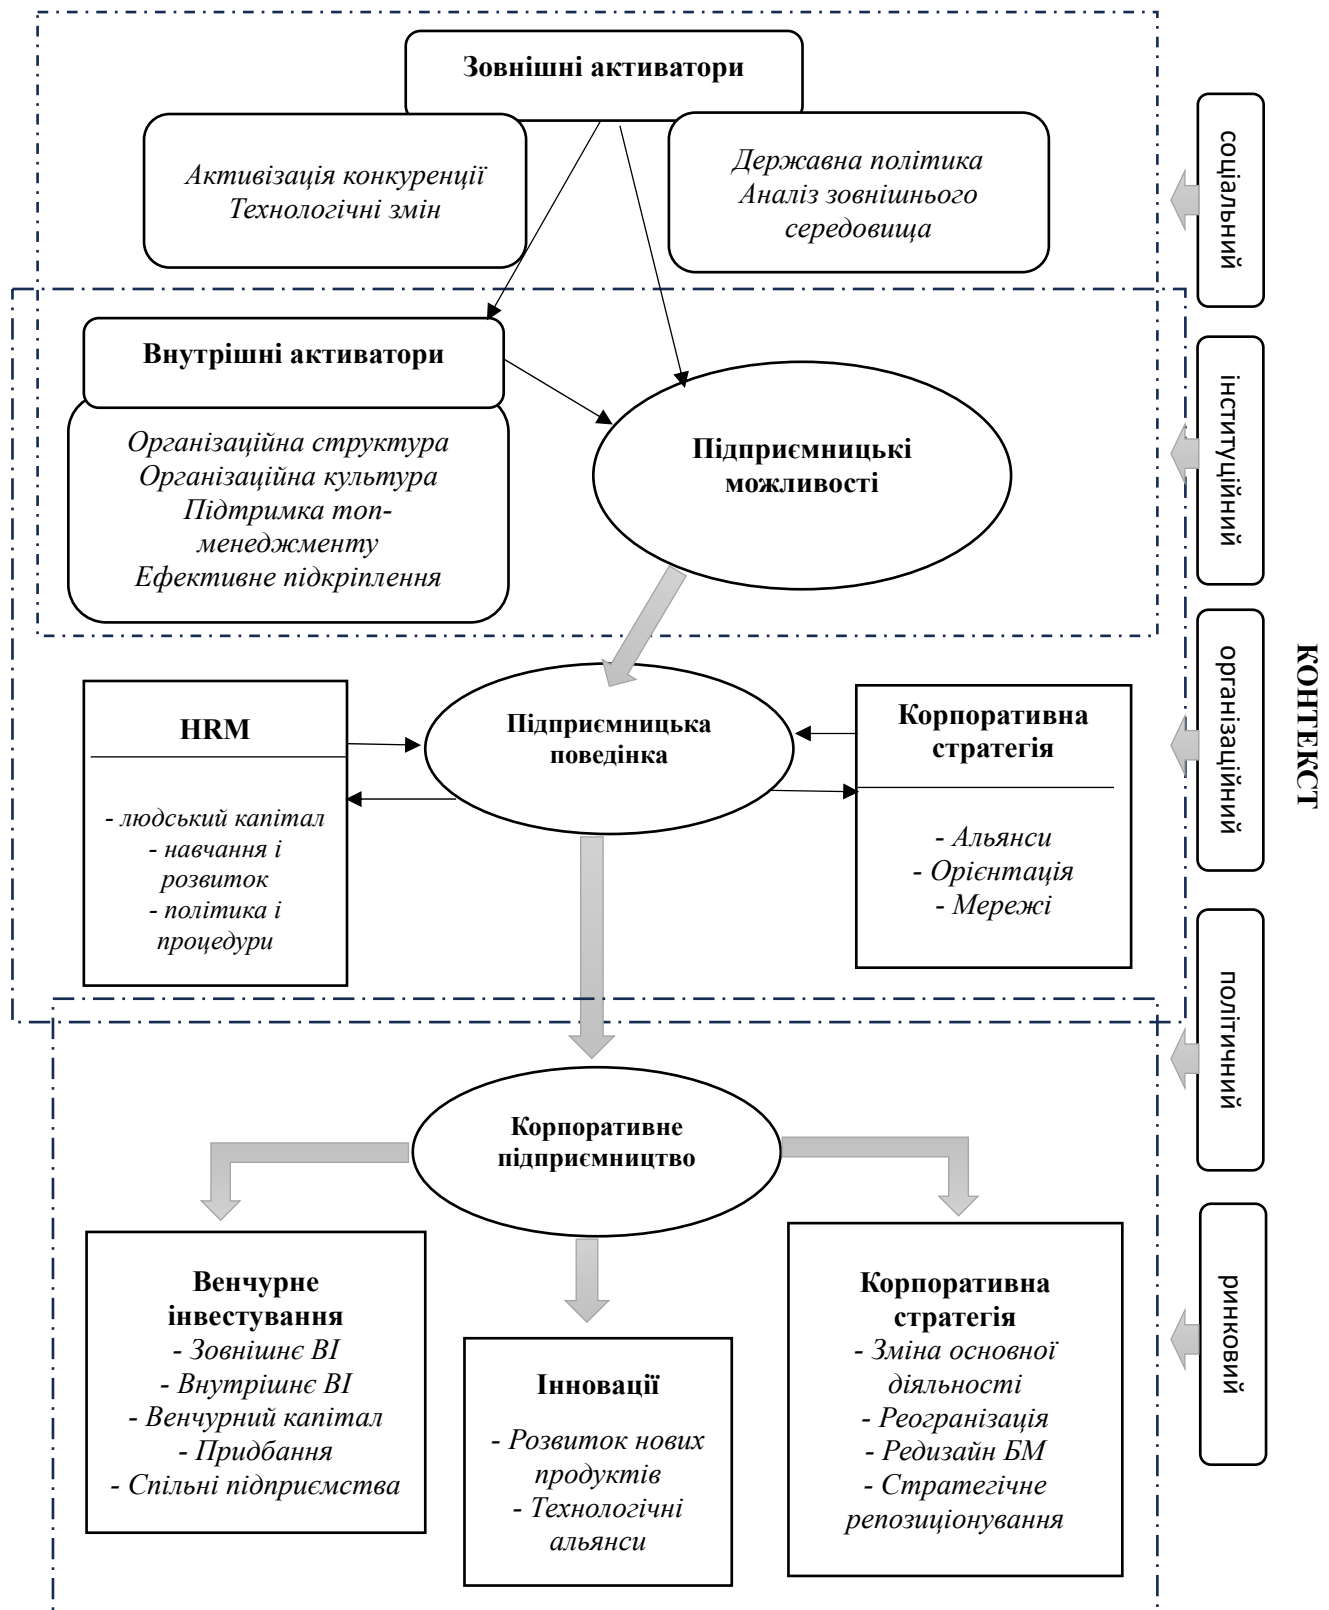 Зовнішні активатори
Активізація конкуренції
Технологічні змін
Державна політика
Аналіз зовнішнього
середовища
Внутрішні активатори
Організаційна структура
Організаційна культура
Підтримка топ-
менеджменту
Ефективне підкріплення
Підприємницькі
можливості
HRM
- людський капітал
- навчання і
розвиток
- політика і
процедури
Підприємницька
поведінка
Корпоративна
стратегія
- Альянси
- Орієнтація
- Мережі
Корпоративне
підприємництво
Венчурне
інвестування
- Зовнішнє ВІ
- Внутрішнє ВІ
- Венчурний капітал
- Придбання
- Спільні підприємства
Інновації
- Розвиток нових
продуктів
- Технологічні
альянси
Корпоративна
стратегія
- Зміна основної
діяльності
- Реогранізація
- Редизайн БМ
- Стратегічне
репозиціонування
соціальний
інституційний
організаційний
політичний
ринковий
КОНТЕКСТ